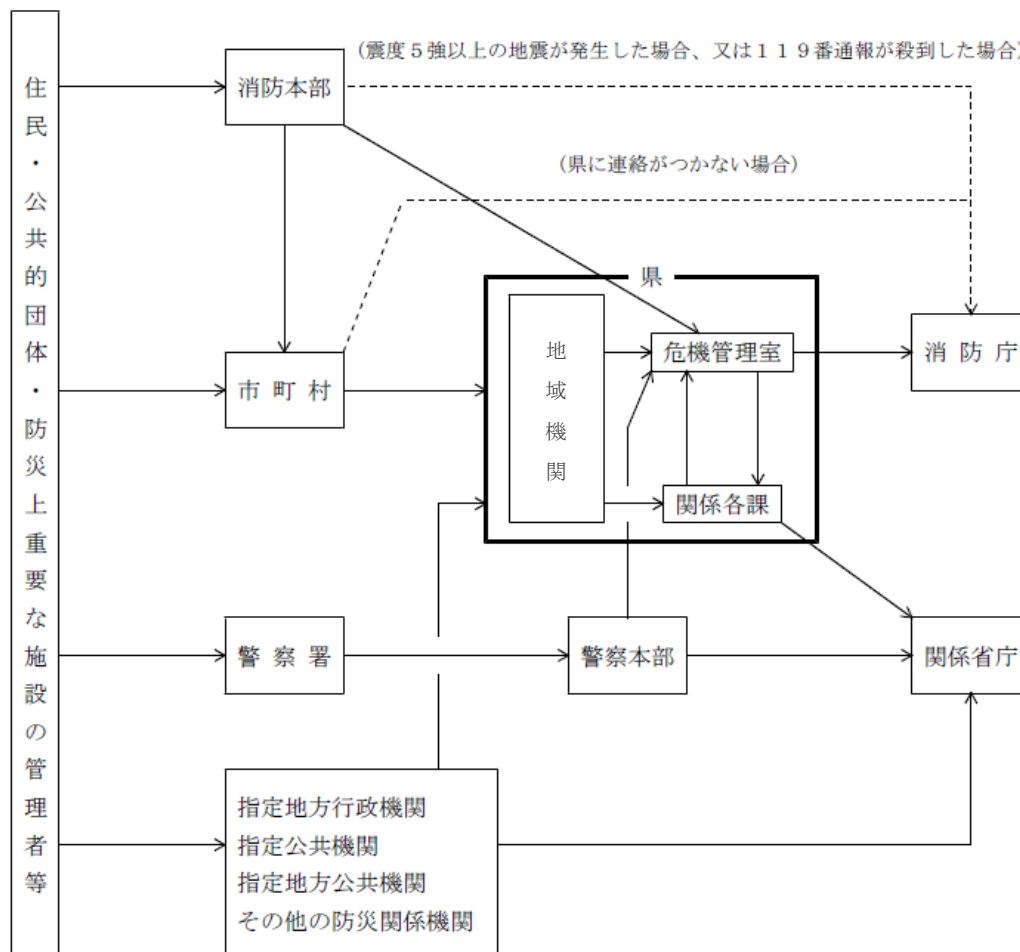 住民・公共的団体・防災上重要な施設の管理者等
(震度５強以上の地震が発生した場合、又は１１９番通報が殺到した場合)
消防本部
(県に連絡がつかない場合)
県
地域機関
危機管理室
消防庁
市町村
関係各課
警察署
警察本部
関係省庁
指定地方行政機関
指定公共機関
指定地方公共機関
その他の防災関係機関